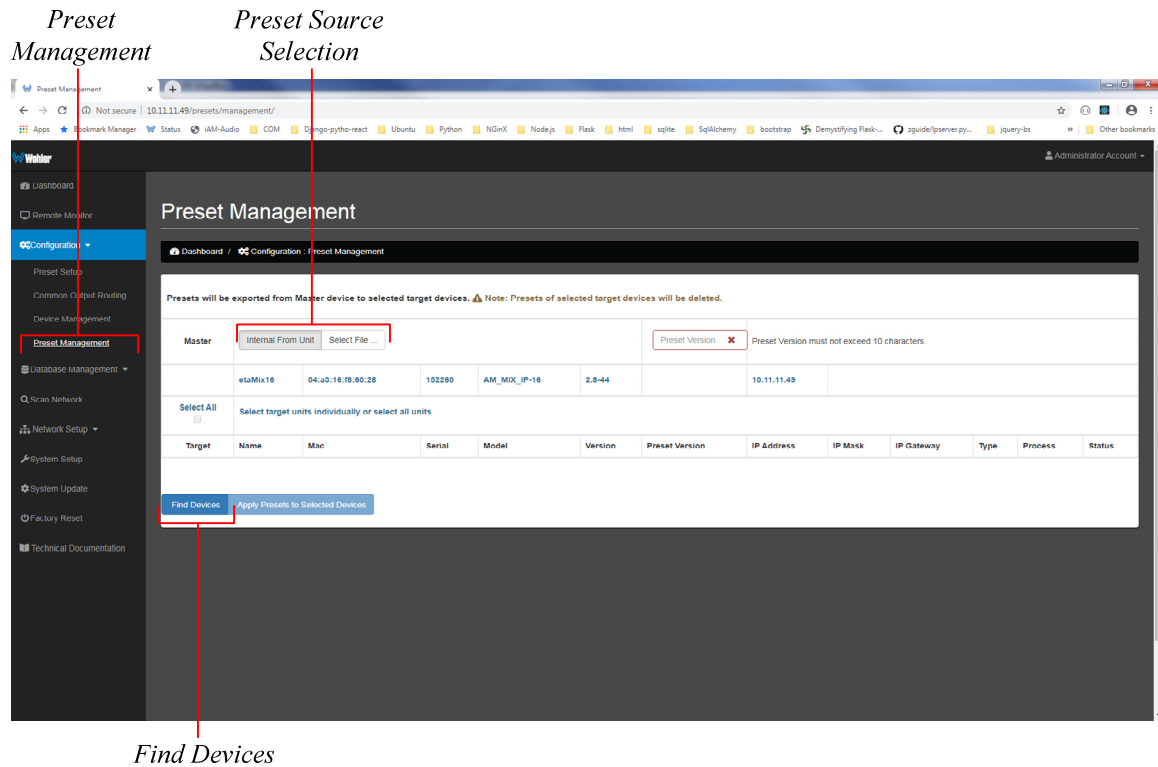 Preset Management
Preset Source Selection
Preset Management
Not secure 10.11.11.49/presets/management/
Apps Bookmark Manager Status iAM-Audio COM Django-pytho-react Ubuntu Python NGinX Node.js Flask html sqlite SqlAlchemy bootstrap Demystifying Flask-... zguide/lpserver.py... jquery-bs » Other bookmarks
Wohler
Administrator Account
Dashboard
Remote Monitor
Configuration
Preset Setup
Common Output Routing
Device Management
Preset Management
Database Management
Scan Network
Network Setup
System Setup
System Update
Factory Reset
Technical Documentation
Preset Management
Dashboard / Configuration : Preset Management
Presets will be exported from Master device to selected target devices. Note: Presets of selected target devices will be deleted.
Master Internal From Unit Select File ... Preset Version Preset Version must not exceed 10 characters.
etaMix16 04:a3:16:f8:60:28 152260 AM_MIX_IP-16 2.8-44 10.11.11.49
Select All Select target units individually or select all units
Target Name Mac Serial Model Version Preset Version IP Address IP Mask IP Gateway Type Process Status
Find Devices Apply Presets to Selected Devices
Find Devices